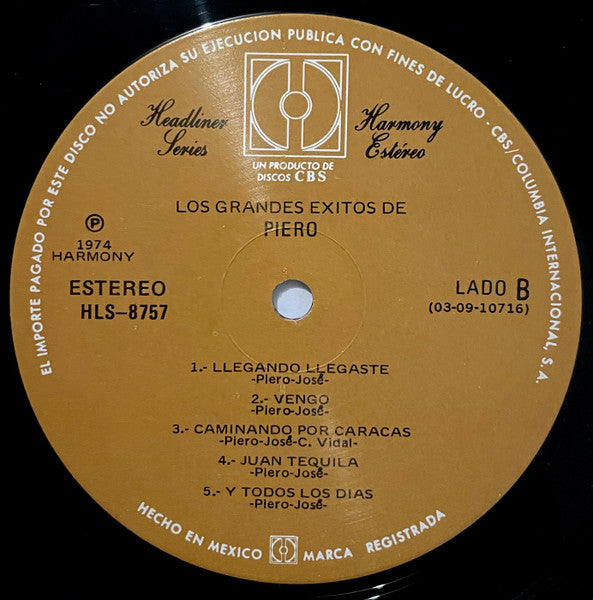 EL IMPORTE PAGADO POR ESTE DISCO NO AUTORIZA SU EJECUCION PUBLICA CON FINES DE LUCRO - CBS/COLUMBIA INTERNACIONAL, S.A.
Headliner
Series
Harmony
Estéreo
UN PRODUCTO DE
DISCOS CBS
LOS GRANDES EXITOS DE
PIERO
P
1974
HARMONY
ESTEREO
HLS-8757
LADO B
(03-09-10716)
1.- LLEGANDO LLEGASTE
-Piero-José-
2.- VENGO
-Piero-José-
3.- CAMINANDO POR CARACAS
-Piero-José-C. Vidal-
4.- JUAN TEQUILA
-Piero-José-
5.- Y TODOS LOS DIAS
-Piero-José-
HECHO EN MEXICO MARCA REGISTRADA